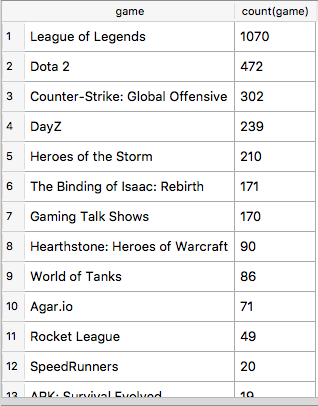 game count(game)
1 League of Legends 1070
2 Dota 2 472
3 Counter-Strike: Global Offensive 302
4 DayZ 239
5 Heroes of the Storm 210
6 The Binding of Isaac: Rebirth 171
7 Gaming Talk Shows 170
8 Hearthstone: Heroes of Warcraft 90
9 World of Tanks 86
10 Agar.io 71
11 Rocket League 49
12 SpeedRunners 20
13 ARK: Survival Evolved 19